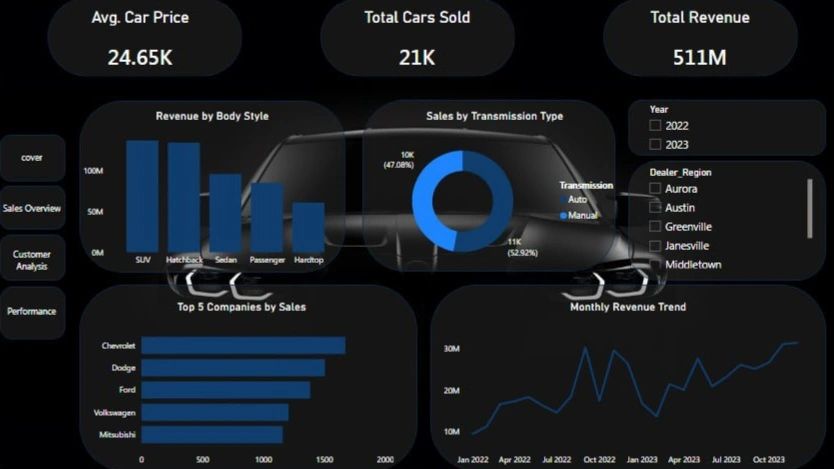 Avg. Car Price
24.65K
Total Cars Sold
21K
Total Revenue
511M
cover
Sales Overview
Customer
Analysis
Performance
Revenue by Body Style
100M
50M
0M
SUV Hatchback Sedan Passenger Hardtop
Sales by Transmission Type
10K
(47.08%)
11K
(52.92%)
Transmission
Auto
Manual
Year
2022
2023
Dealer_Region
Aurora
Austin
Greenville
Janesville
Middletown
Top 5 Companies by Sales
Chevrolet
Dodge
Ford
Volkswagen
Mitsubishi
0 500 1000 1500 2000
Monthly Revenue Trend
30M
20M
10M
Jan 2022 Apr 2022 Jul 2022 Oct 2022 Jan 2023 Apr 2023 Jul 2023 Oct 2023